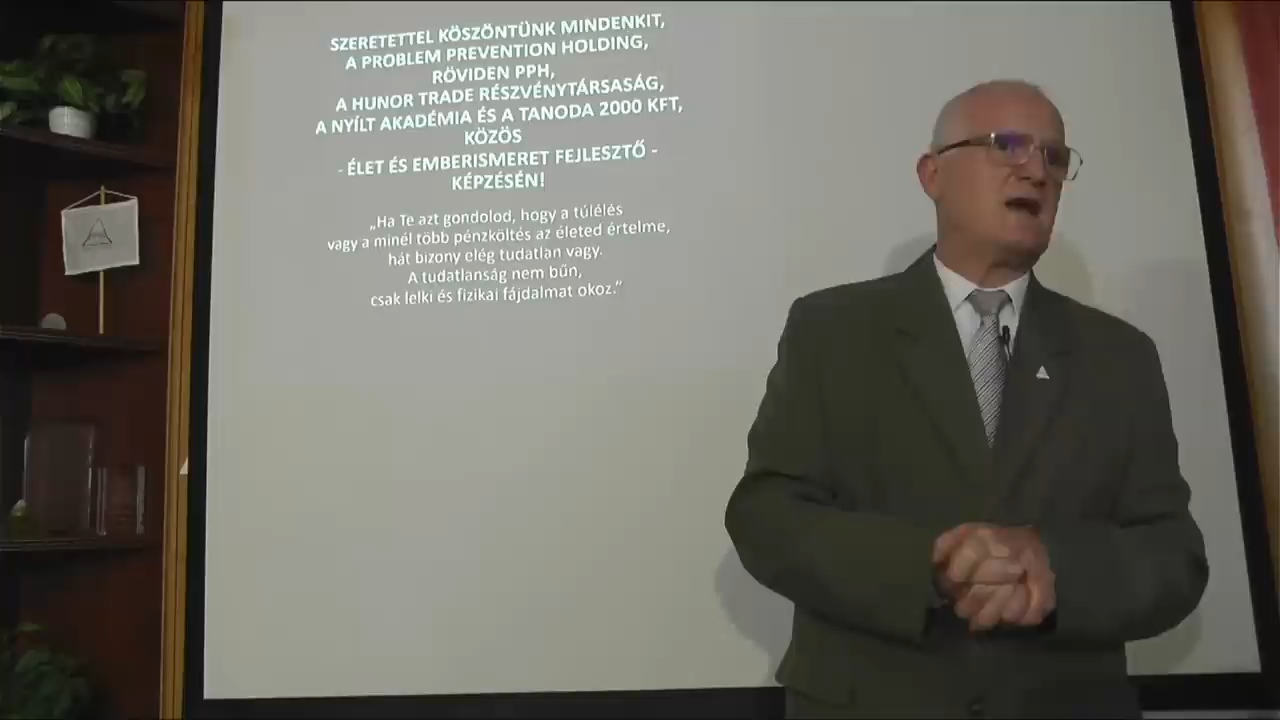 SZERETETTEL KÖSZÖNTÜNK MINDENKIT,
A PROBLEM PREVENTION HOLDING,
RÖVIDEN PPH,
A HUNOR TRADE RÉSZVÉNYTÁRSASÁG,
A NYÍLT AKADÉMIA ÉS A TANODA 2000 KFT,
KÖZÖS
- ÉLET ÉS EMBERISMERET FEJLESZTŐ -
KÉPZÉSÉN!
„Ha Te azt gondolod, hogy a túlélés
vagy a minél több pénzköltés az életed értelme,
hát bizony elég tudatlan vagy.
A tudatlanság nem bűn,
csak lelki és fizikai fájdalmat okoz.”